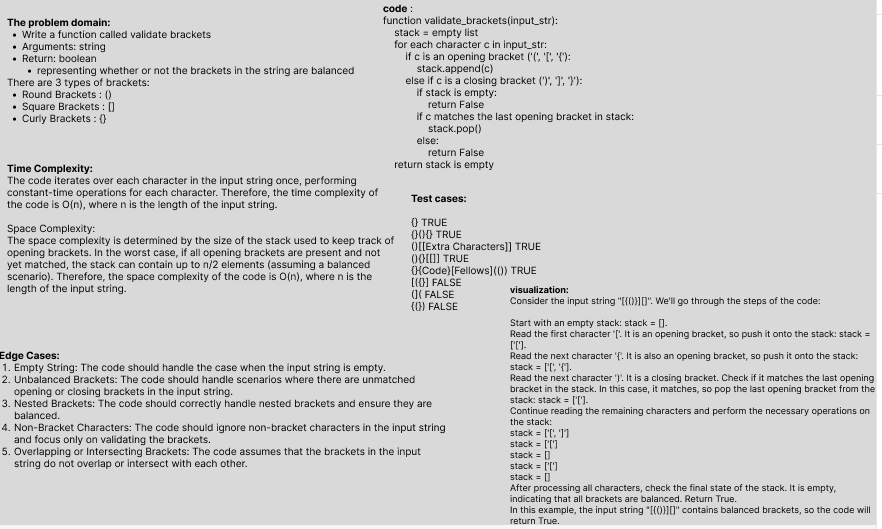 The problem domain:
• Write a function called validate brackets
• Arguments: string
• Return: boolean
• representing whether or not the brackets in the string are balanced
There are 3 types of brackets:
• Round Brackets : ()
• Square Brackets : []
• Curly Brackets : {}
Time Complexity:
The code iterates over each character in the input string once, performing
constant-time operations for each character. Therefore, the time complexity of
the code is O(n), where n is the length of the input string.
Space Complexity:
The space complexity is determined by the size of the stack used to keep track of
opening brackets. In the worst case, if all opening brackets are present and not
yet matched, the stack can contain up to n/2 elements (assuming a balanced
scenario). Therefore, the space complexity of the code is O(n), where n is the
length of the input string.
Edge Cases:
1. Empty String: The code should handle the case when the input string is empty.
2. Unbalanced Brackets: The code should handle scenarios where there are unmatched
opening or closing brackets in the input string.
3. Nested Brackets: The code should correctly handle nested brackets and ensure they are
balanced.
4. Non-Bracket Characters: The code should ignore non-bracket characters in the input string
and focus only on validating the brackets.
5. Overlapping or Intersecting Brackets: The code assumes that the brackets in the input
string do not overlap or intersect with each other.
code :
function validate_brackets(input_str):
stack = empty list
for each character c in input_str:
if c is an opening bracket ('(', '[', '{'):
stack.append(c)
else if c is a closing bracket (')', ']', '}'):
if stack is empty:
return False
if c matches the last opening bracket in stack:
stack.pop()
else:
return False
return stack is empty
Test cases:
{} TRUE
{}(){} TRUE
()[[Extra Characters]] TRUE
(){}[[]] TRUE
{}{Code}[Fellows](()) TRUE
[({}] FALSE
(]( FALSE
{(}) FALSE
visualization:
Consider the input string "[{()}][]". We'll go through the steps of the code:
Start with an empty stack: stack = [].
Read the first character '['. It is an opening bracket, so push it onto the stack: stack =
['['].
Read the next character '{'. It is also an opening bracket, so push it onto the stack:
stack = ['[', '{'].
Read the next character ')'. It is a closing bracket. Check if it matches the last opening
bracket in the stack. In this case, it matches, so pop the last opening bracket from the
stack: stack = ['['].
Continue reading the remaining characters and perform the necessary operations on
the stack:
stack = ['[', ']']
stack = ['[']
stack = []
stack = ['[']
stack = []
After processing all characters, check the final state of the stack. It is empty,
indicating that all brackets are balanced. Return True.
In this example, the input string "[{()}][]" contains balanced brackets, so the code will
return True.